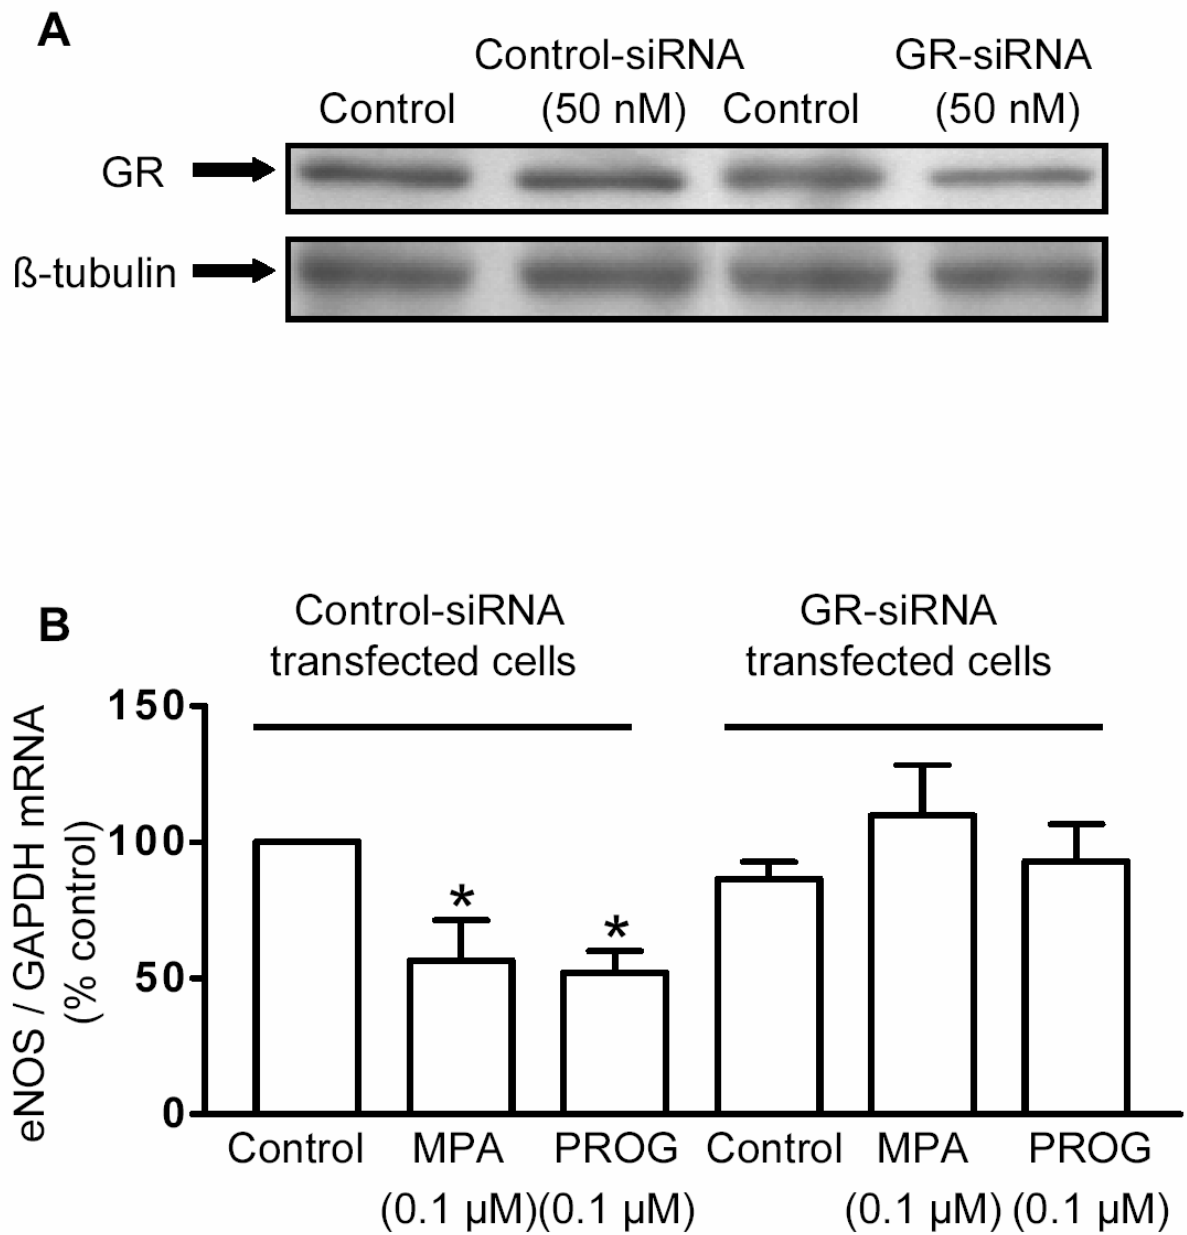 A
Control-siRNA GR-siRNA
Control (50 nM) Control (50 nM)
GR
ß-tubulin
B
Control-siRNA GR-siRNA
transfected cells transfected cells
eNOS / GAPDH mRNA
(% control)
150
100
50
0
Control MPA PROG Control MPA PROG
(0.1 µM)(0.1 µM) (0.1 µM) (0.1 µM)
* *